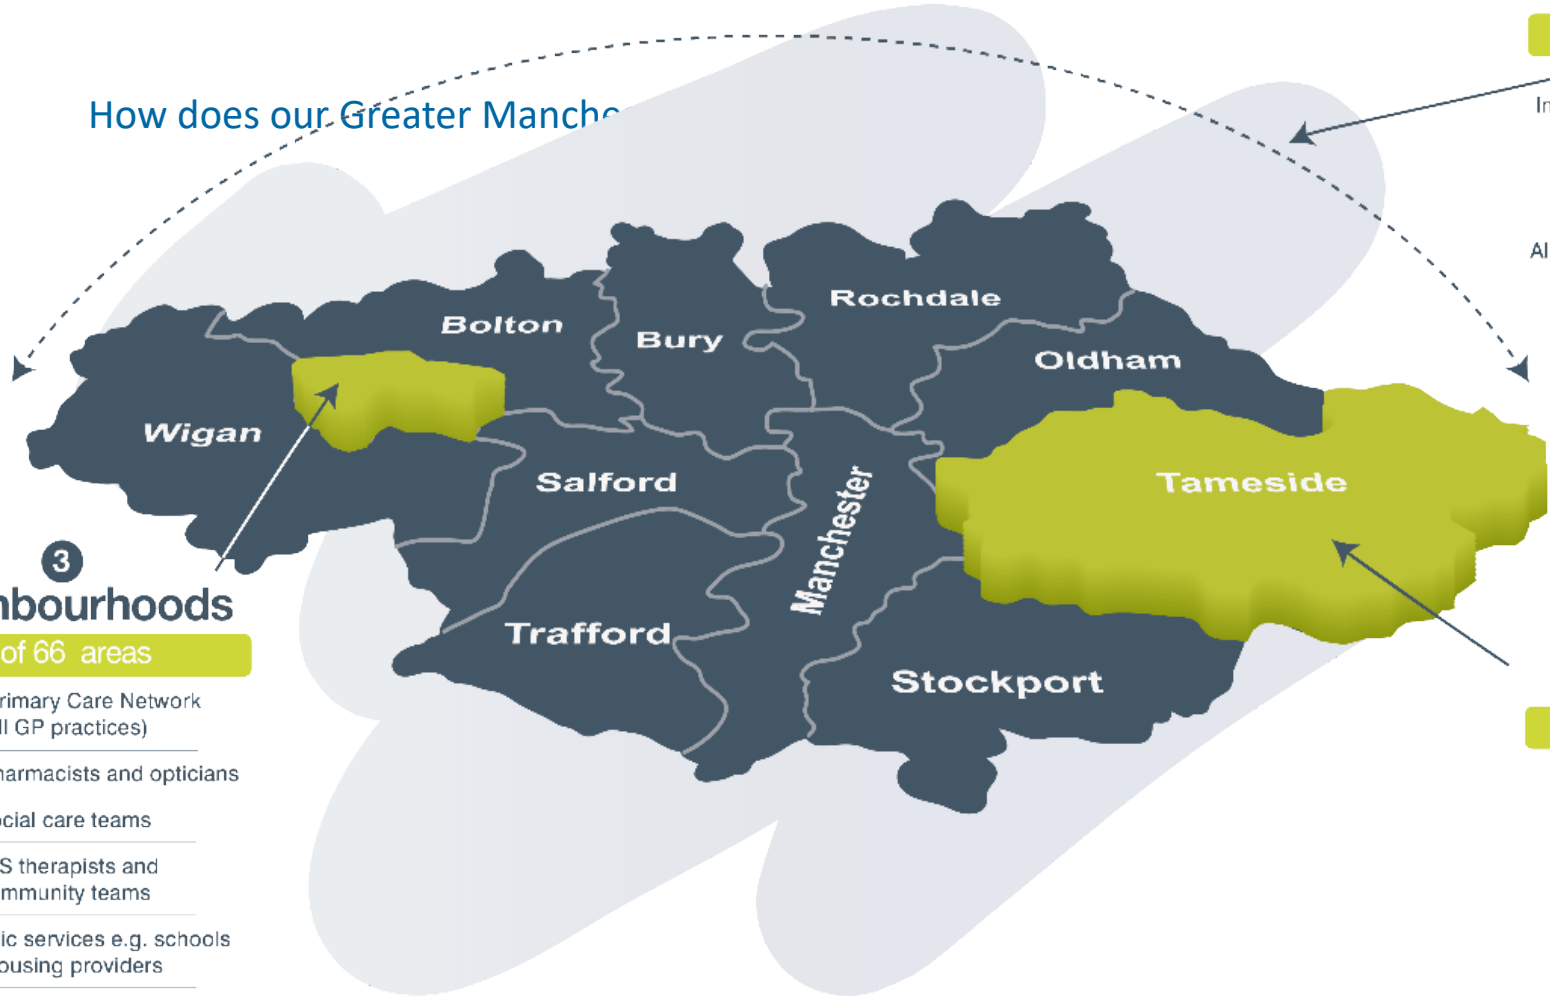 How does our Greater Manche
In
Al
Rochdale
Bolton
Bury
Oldham
Wigan
Salford
Tameside
Manchester
Trafford
Stockport
3
nbourhoods
of 66 areas
rimary Care Network
ll GP practices)
harmacists and opticians
ocial care teams
S therapists and
mmunity teams
ic services e.g. schools
ousing providers